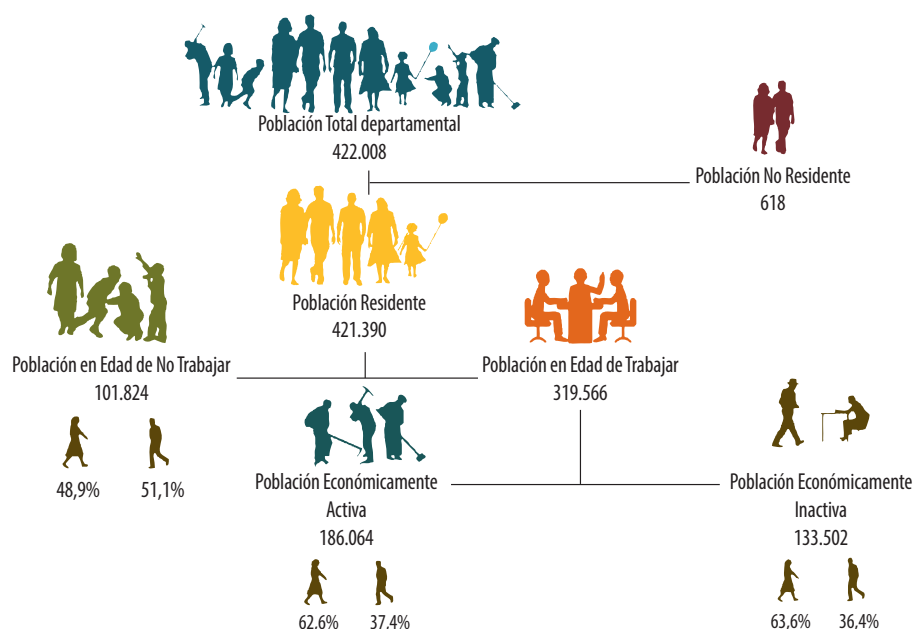 Población Total departamental
422.008
Población No Residente
618
Población Residente
421.390
Población en Edad de No Trabajar
101.824
48,9% 51,1%
Población en Edad de Trabajar
319.566
Población Económicamente
Activa
186.064
62,6% 37,4%
Población Económicamente
Inactiva
133.502
63,6% 36,4%